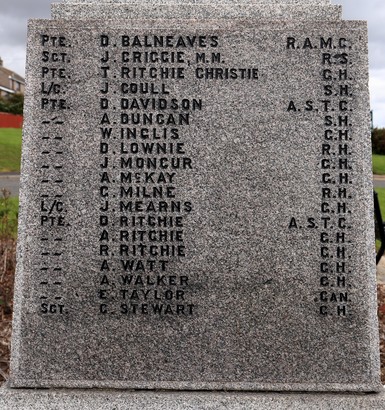 PTE. D. BALNEAVES R.A.M.C.
SGT. J. CRIGGIE, M.M. R.S.
PTE. T. RITCHIE CHRISTIE G.H.
L/C. J. COULL S.H.
PTE. D. DAVIDSON A.S.T.C.
-- A. DUNCAN S.H.
-- W. INGLIS G.H.
-- D. LOWNIE R.H.
-- J. MONCUR G.H.
-- A. McKAY G.H.
-- G. MILNE R.H.
L/C. J. MEARNS G.H.
PTE. D. RITCHIE A.S.T.C.
-- A. RITCHIE G.H.
-- R. RITCHIE G.H.
-- A. WATT G.H.
-- A. WALKER G.H.
-- E. TAYLOR CAN.
SGT. G. STEWART G.H.